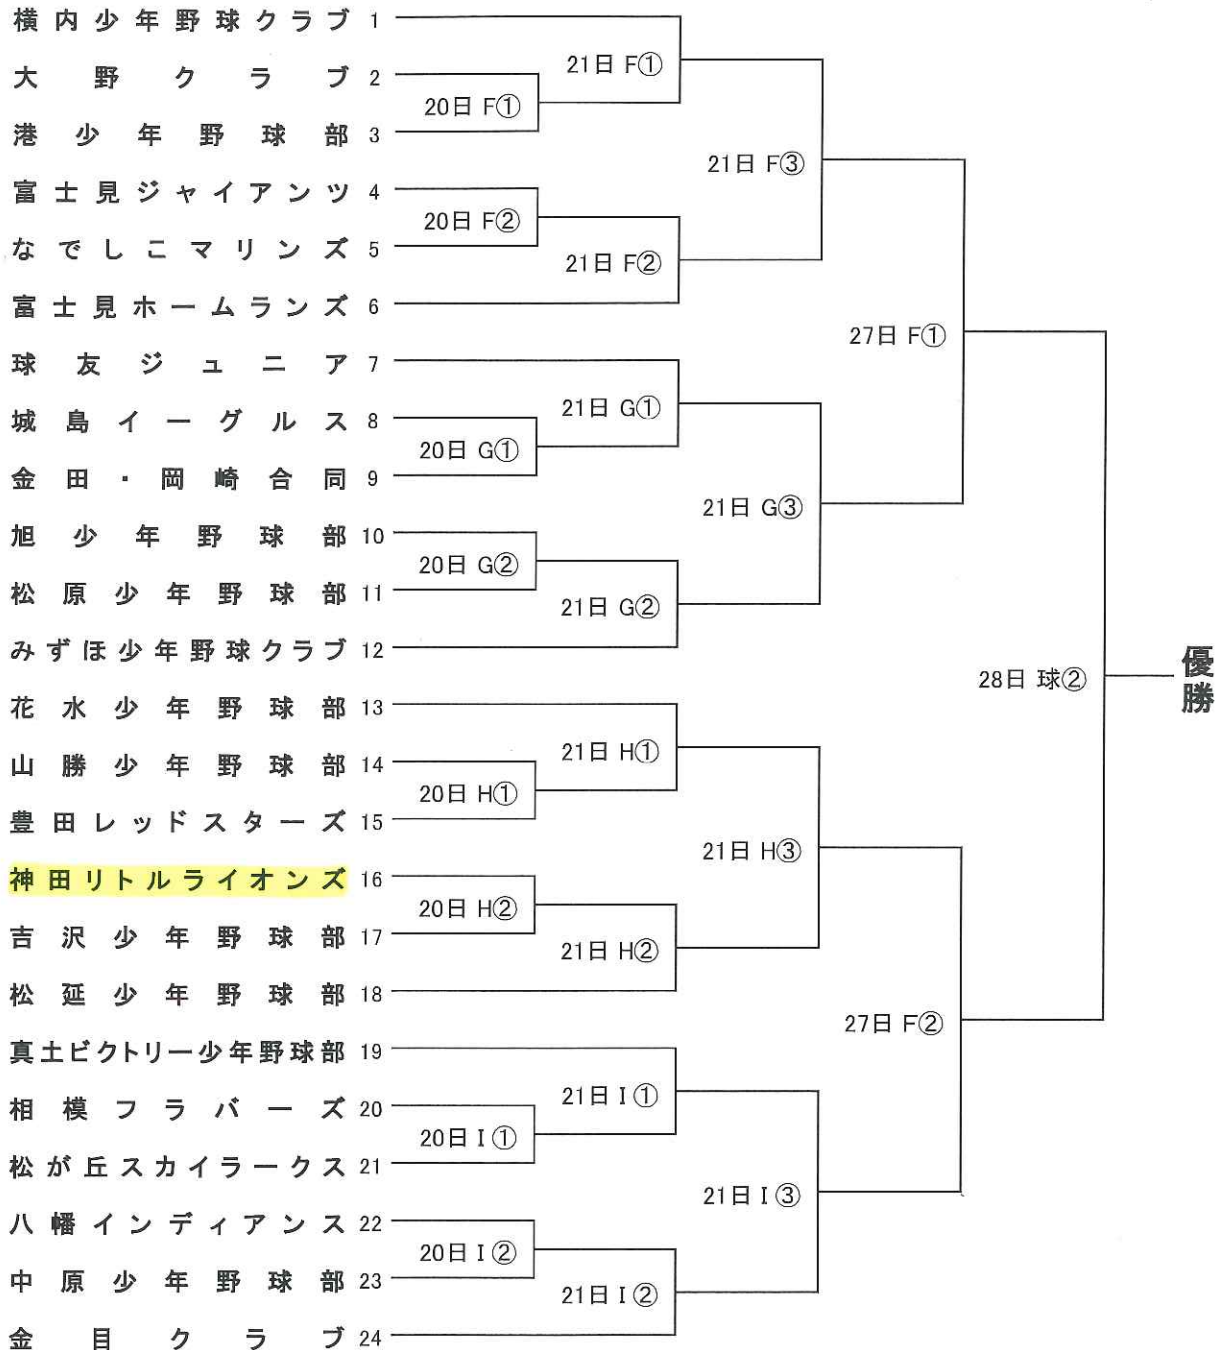 横内少年野球クラブ 1
21日 F①
大野クラブ 2
20日 F①
港少年野球部 3
21日 F③
富士見ジャイアンツ 4
20日 F②
なでしこマリンズ 5
21日 F②
富士見ホームランズ 6
27日 F①
球友ジュニア 7
21日 G①
城島イーグルス 8
20日 G①
金田・岡崎合同 9
21日 G③
旭少年野球部 10
20日 G②
松原少年野球部 11
21日 G②
みずほ少年野球クラブ 12
28日 球②
優勝
花水少年野球部 13
21日 H①
山勝少年野球部 14
20日 H①
豊田レッドスターズ 15
21日 H③
神田リトルライオンズ 16
20日 H②
吉沢少年野球部 17
21日 H②
松延少年野球部 18
27日 F②
真土ビクトリー少年野球部 19
21日 I①
相模フラバーズ 20
20日 I①
松が丘スカイラークス 21
21日 I③
八幡インディアンス 22
20日 I②
中原少年野球部 23
21日 I②
金目クラブ 24